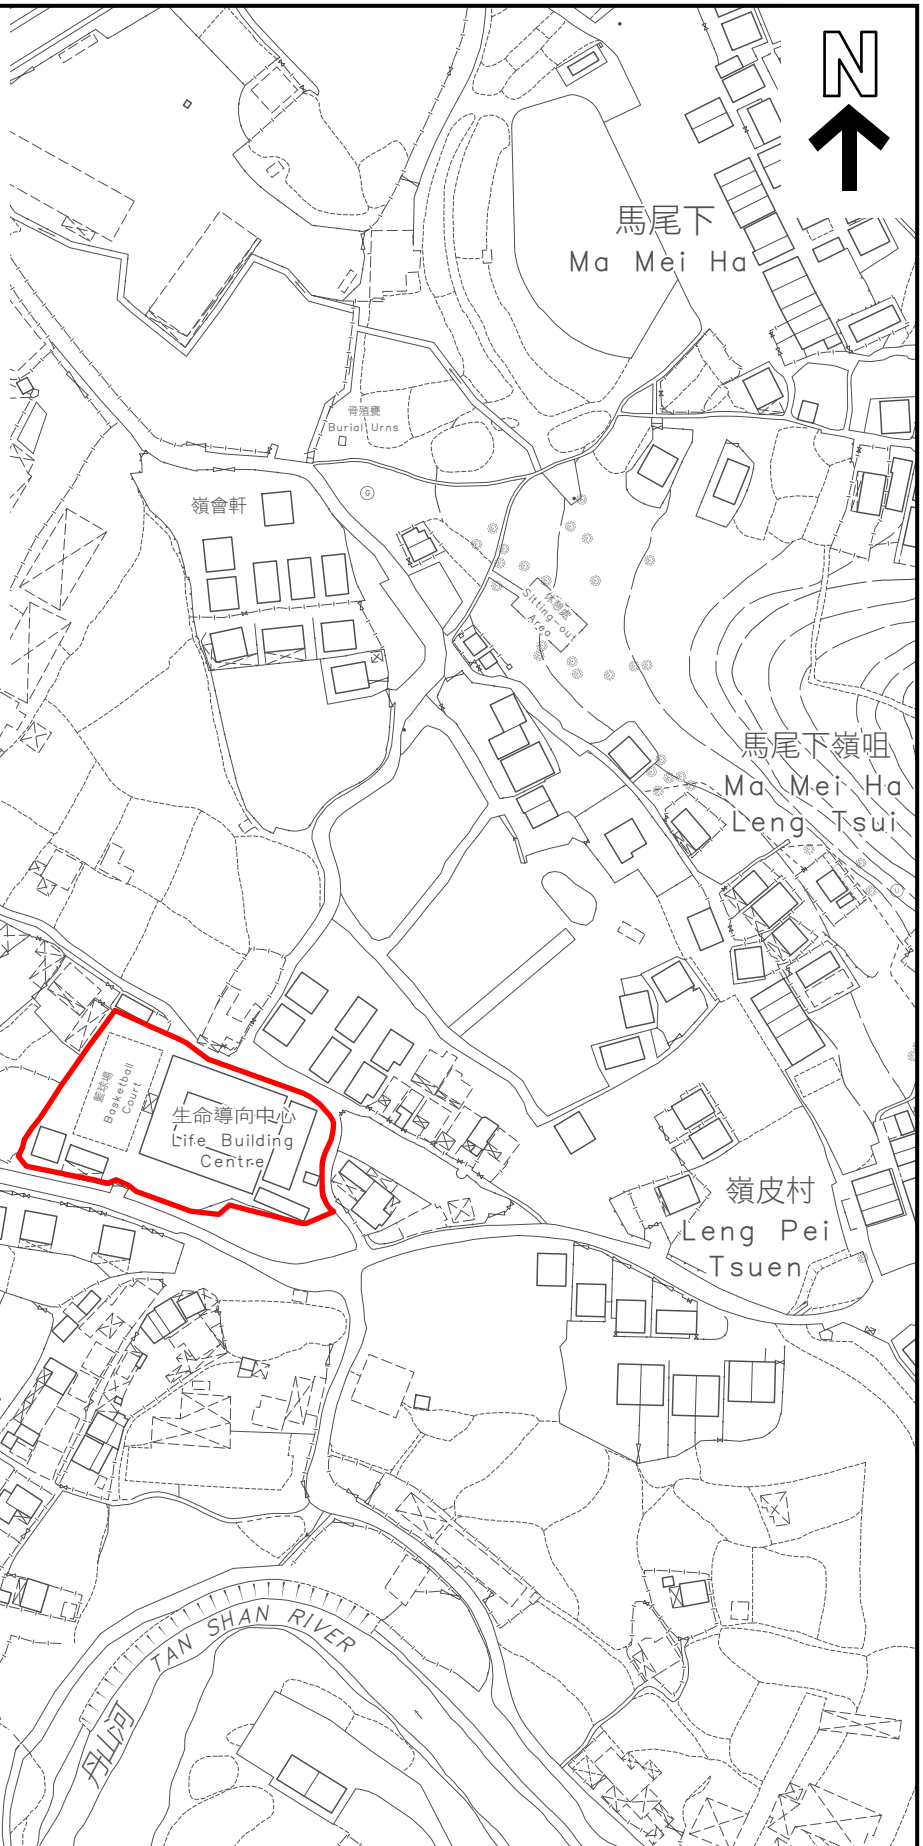 N
馬尾下
Ma Mei Ha
骨殖甕
Burial Urns
G
嶺會軒
休憩處
Sitting-out
Area
馬尾下嶺咀
Ma Mei Ha
Leng Tsui
U
籃球場
Basketball
Court
生命導向中心
Life Building
Centre
嶺皮村
Leng Pei
Tsuen
TAN SHAN RIVER
丹山河